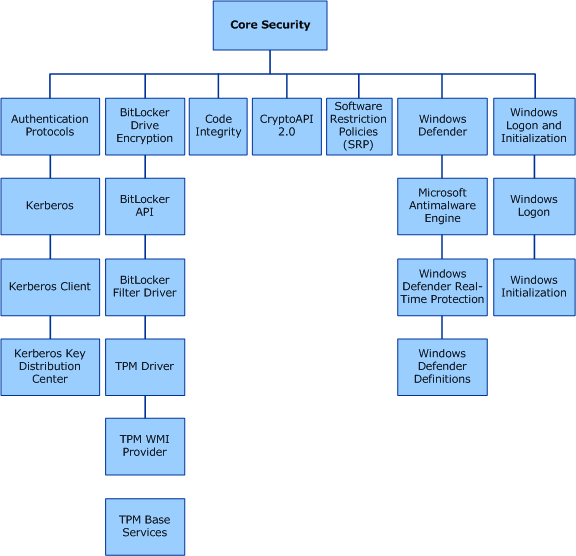 Core Security
Authentication
Protocols
BitLocker
Drive
Encryption
Code
Integrity
CryptoAPI
2.0
Software
Restriction
Policies
(SRP)
Windows
Defender
Windows
Logon and
Initialization
Kerberos
BitLocker
API
Microsoft
Antimalware
Engine
Windows
Logon
Kerberos Client
BitLocker
Filter Driver
Windows
Defender Real-
Time Protection
Windows
Initialization
Kerberos Key
Distribution
Center
TPM Driver
Windows
Defender
Definitions
TPM WMI
Provider
TPM Base
Services